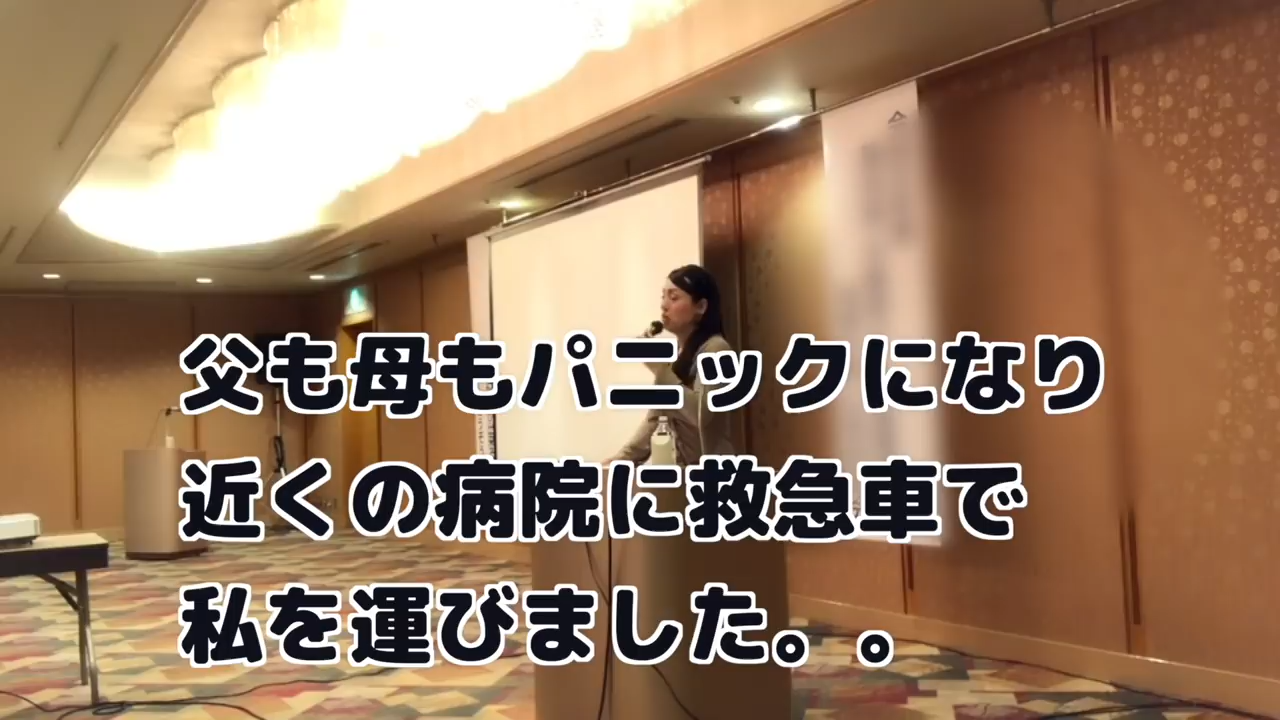 父も母もパニックになり
近くの病院に救急車で
私を運びました。。